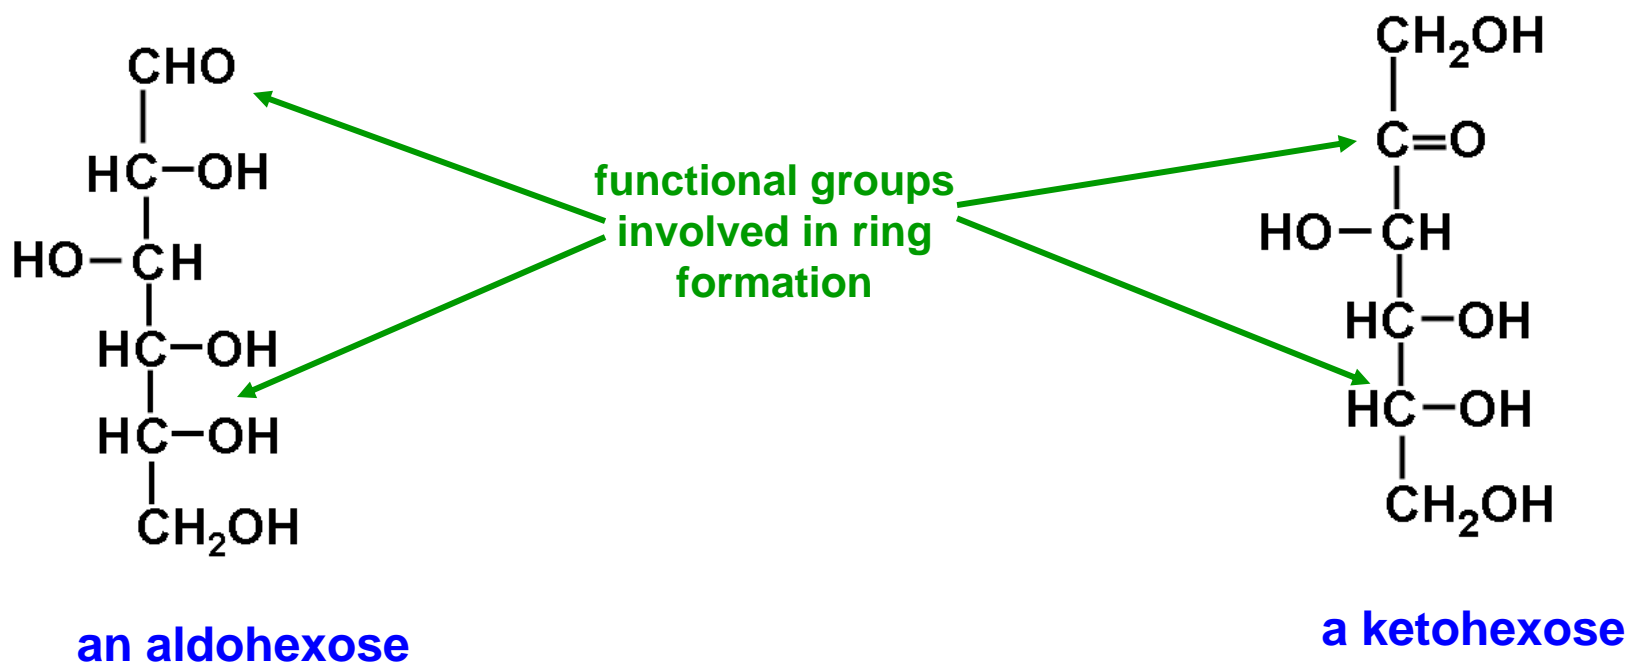 CHO
HC–OH
HO–CH
HC–OH
HC–OH
CH₂OH
an aldohexose
functional groups
involved in ring
formation
CH₂OH
C=O
HO–CH
HC–OH
HC–OH
CH₂OH
a ketohexose